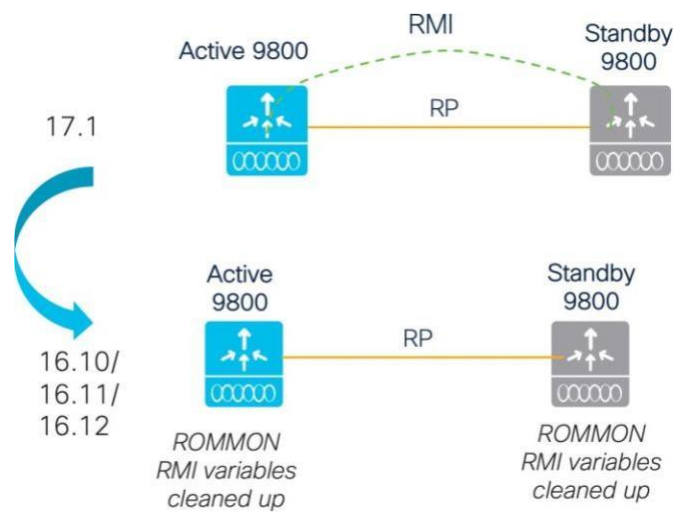 RMI
Active 9800
Standby
9800
17.1
RP
Active
9800
Standby
9800
RP
16.10/
16.11/
16.12
ROMMON
RMI variables
cleaned up
ROMMON
RMI variables
cleaned up